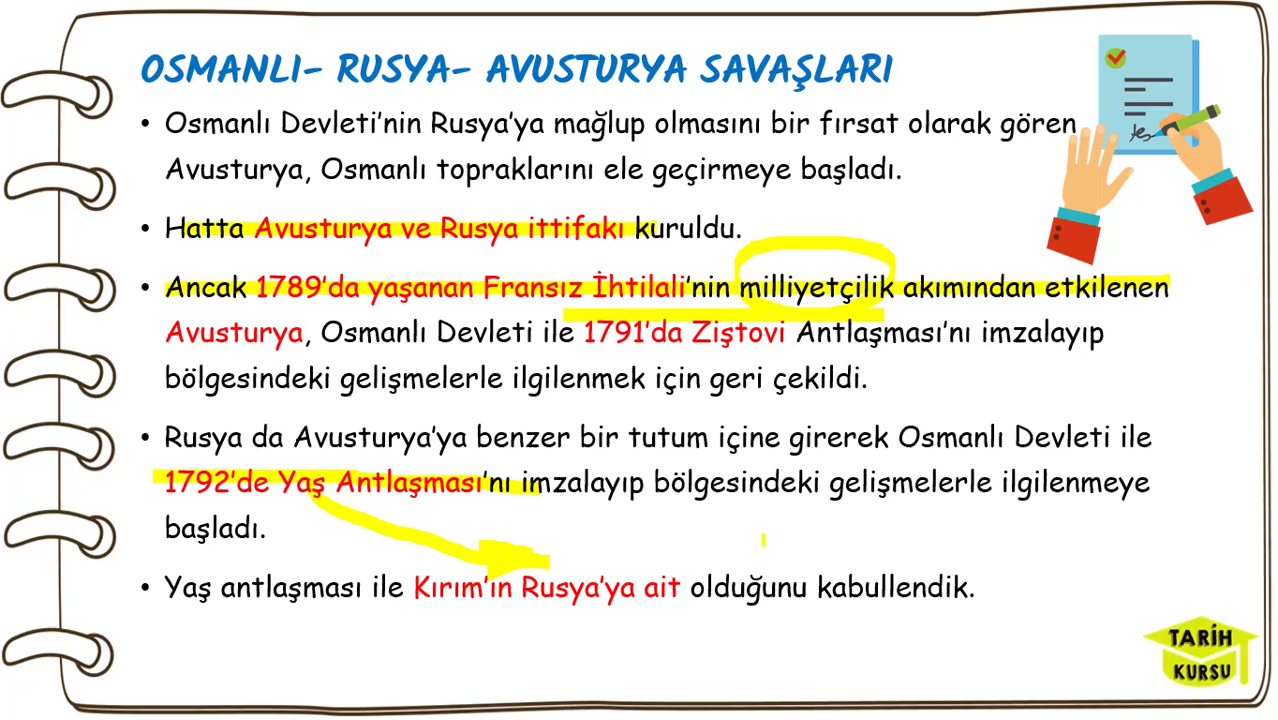 OSMANLI- RUSYA- AVUSTURYA SAVAŞLARI
• Osmanlı Devleti'nin Rusya'ya mağlup olmasını bir fırsat olarak gören
Avusturya, Osmanlı topraklarını ele geçirmeye başladı.
• Hatta Avusturya ve Rusya ittifakı kuruldu.
• Ancak 1789'da yaşanan Fransız İhtilali'nin milliyetçilik akımından etkilenen
Avusturya, Osmanlı Devleti ile 1791'da Ziştovi Antlaşması'nı imzalayıp
bölgesindeki gelişmelerle ilgilenmek için geri çekildi.
• Rusya da Avusturya'ya benzer bir tutum içine girerek Osmanlı Devleti ile
1792'de Yaş Antlaşması'nı imzalayıp bölgesindeki gelişmelerle ilgilenmeye
başladı.
• Yaş antlaşması ile Kırım'ın Rusya'ya ait olduğunu kabullendik.
TARİH
KURSU